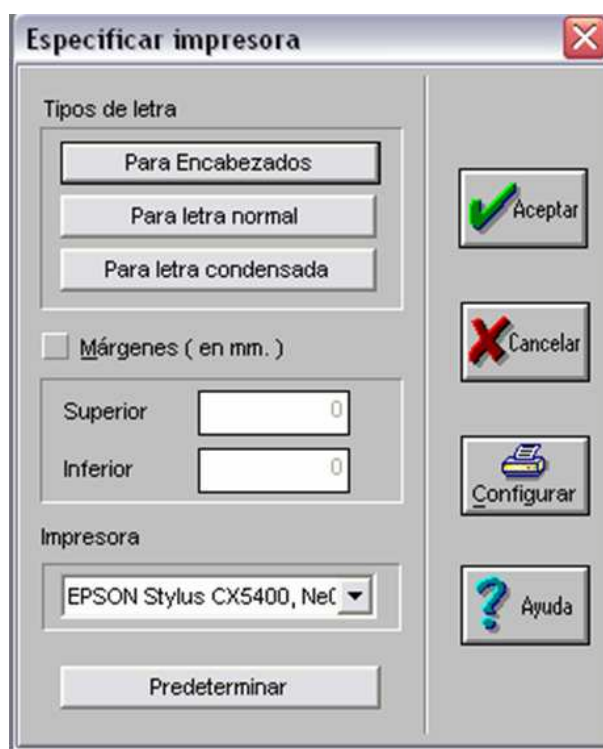 Especificar impresora
Tipos de letra
Para Encabezados
Para letra normal
Para letra condensada
Márgenes ( en mm. )
Superior 0
Inferior 0
Impresora
EPSON Stylus CX5400,
Predeterminar
Aceptar
Cancelar
Configurar
Ayuda